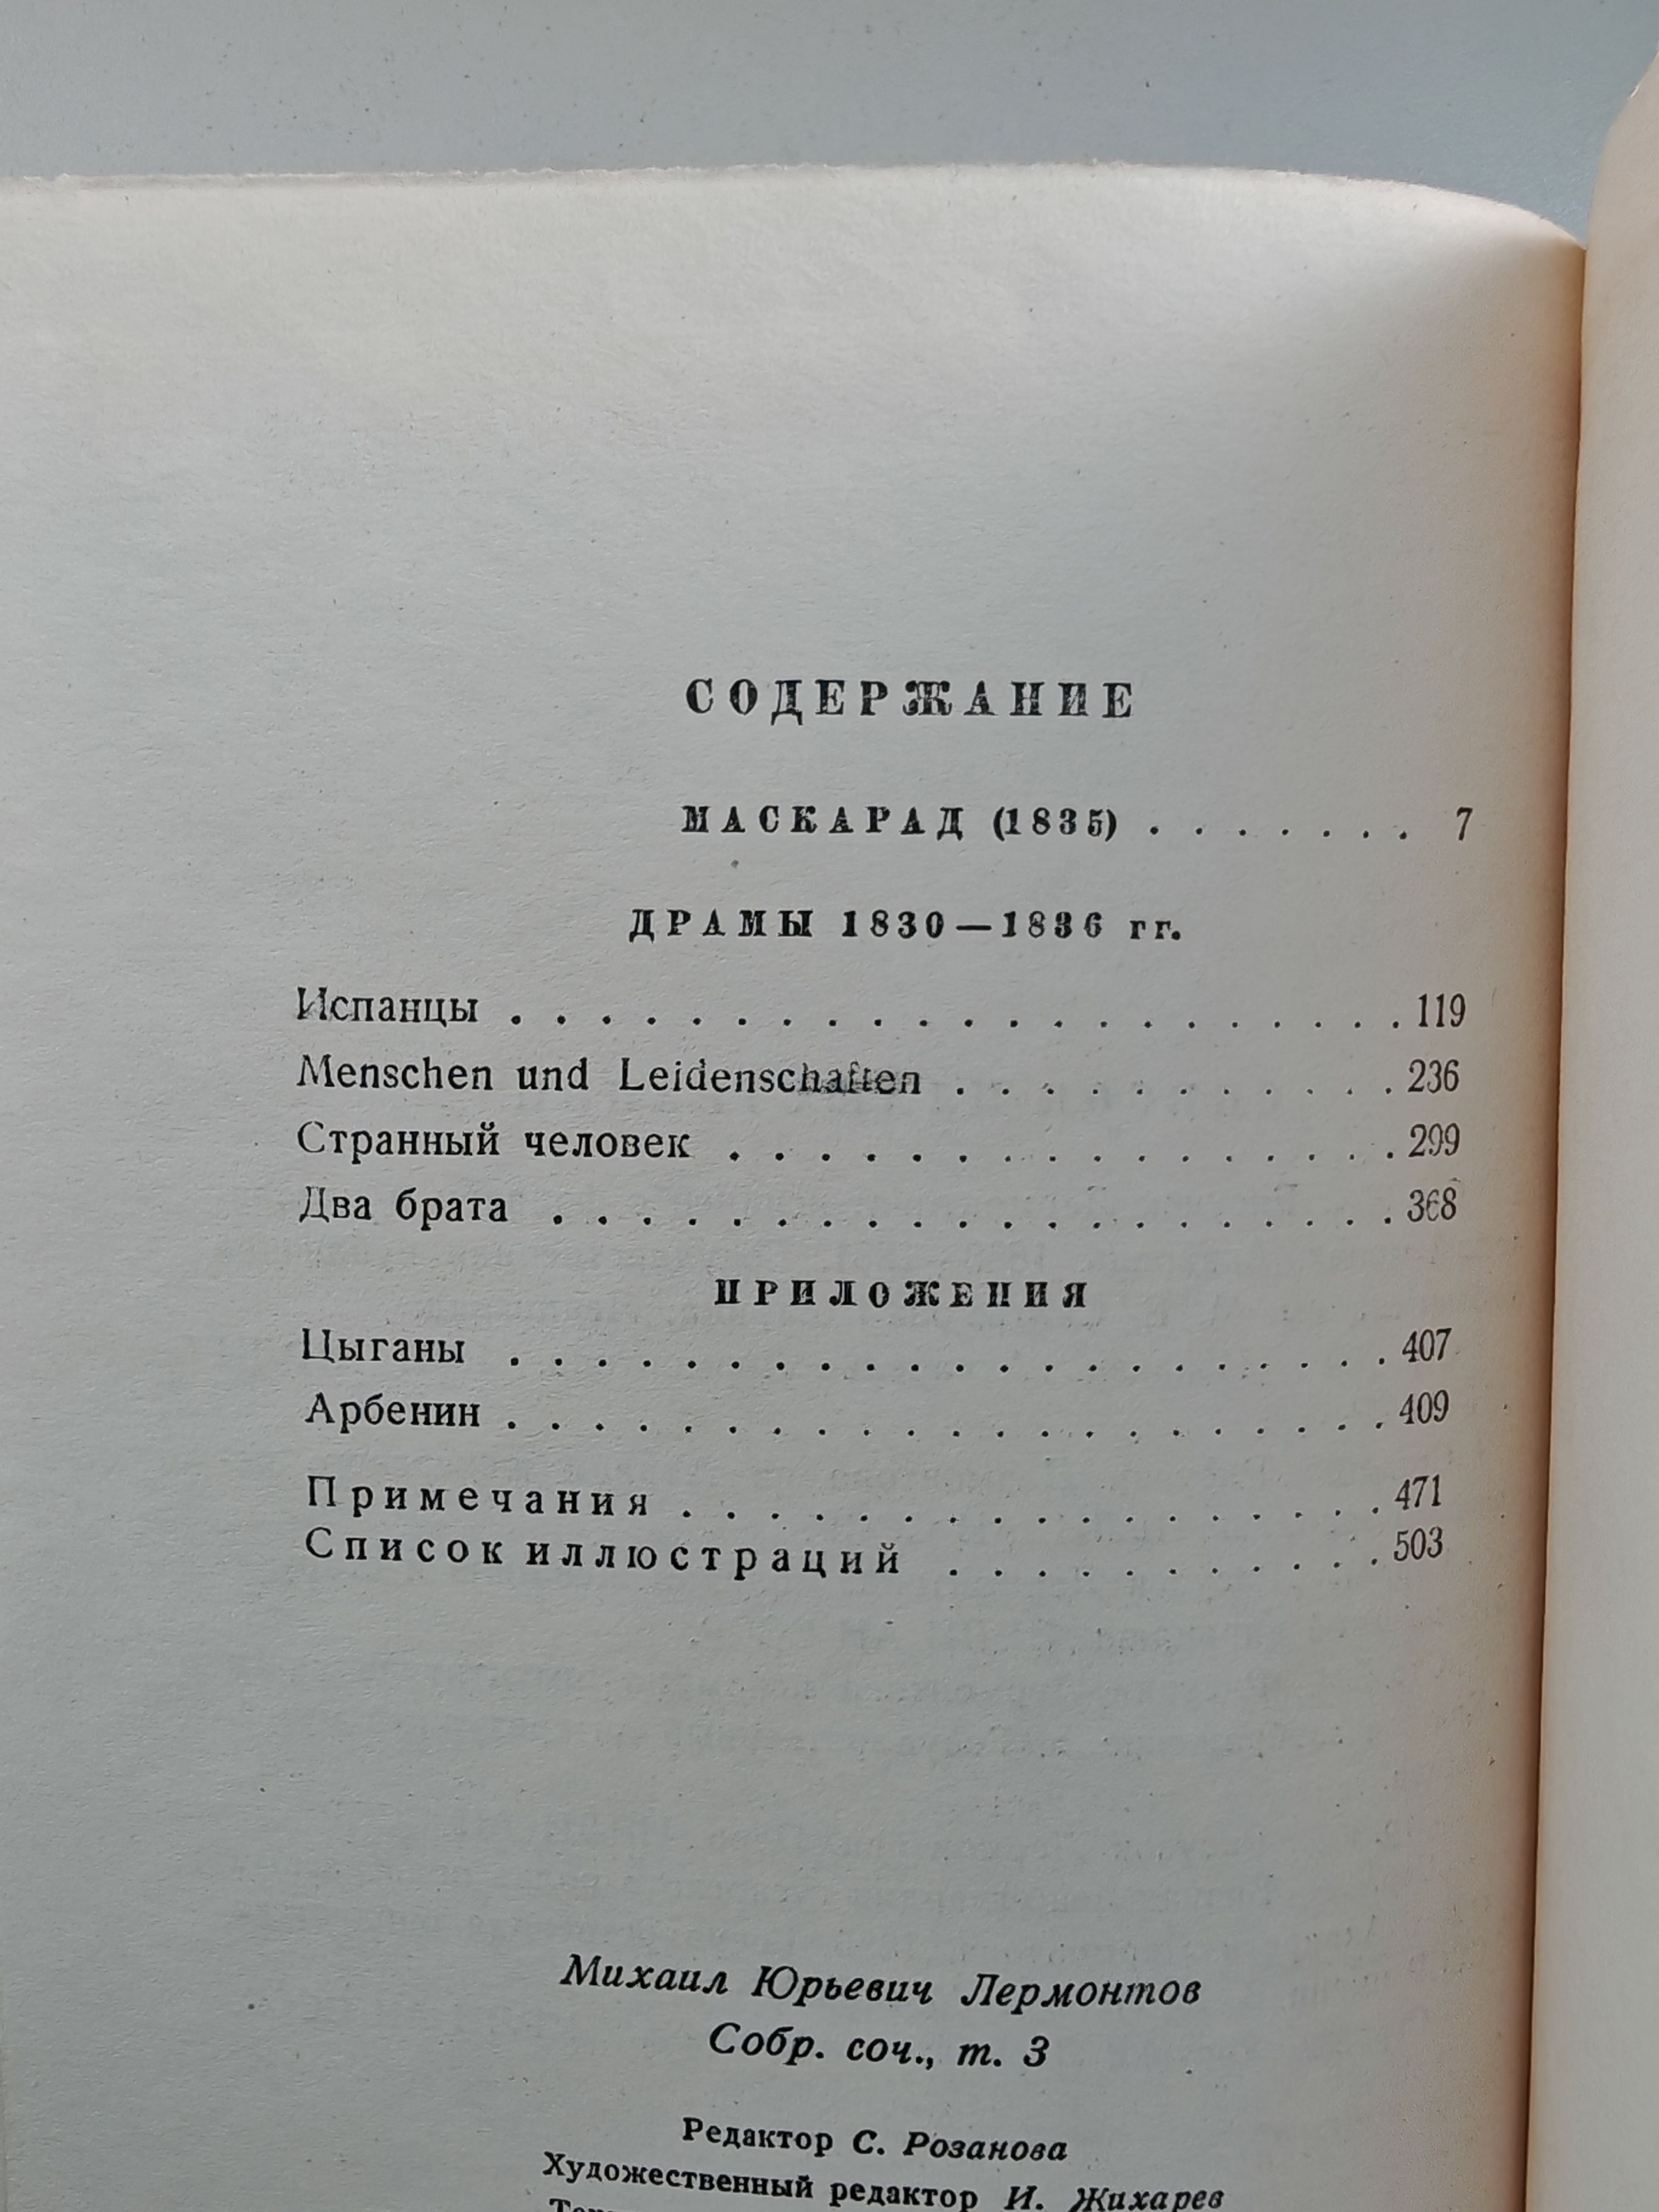 СОДЕРЖАНИЕ
МАСКАРАД (1835) . . . . . . . 7
ДРАМЫ 1830—1836 гг.
Испанцы . . . . . . . . . . . . . . . . . . . . . 119
Menschen und Leidenschaften . . . . . . . . . . . 236
Странный человек . . . . . . . . . . . . . . . . 299
Два брата . . . . . . . . . . . . . . . . . . . . 368
ПРИЛОЖЕНИЯ
Цыганы . . . . . . . . . . . . . . . . . . . . . 407
Арбенин . . . . . . . . . . . . . . . . . . . . . 409
Примечания . . . . . . . . . . . . . . . . . 471
Список иллюстраций . . . . . . . . . . . 503
Михаил Юрьевич Лермонтов
Собр. соч., т. 3
Редактор С. Розанова
Художественный редактор И. Жихарев